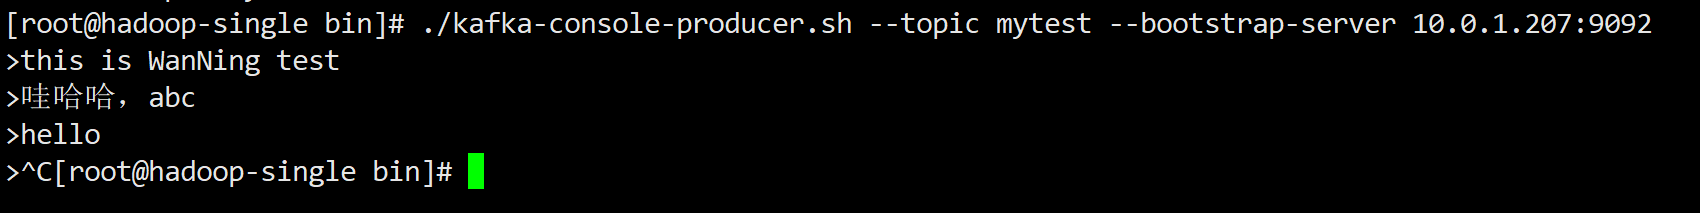 [root@hadoop-single bin]# ./kafka-console-producer.sh --topic mytest --bootstrap-server 10.0.1.207:9092
>this is WanNing test
>哇哈哈，abc
>hello
>^C[root@hadoop-single bin]#